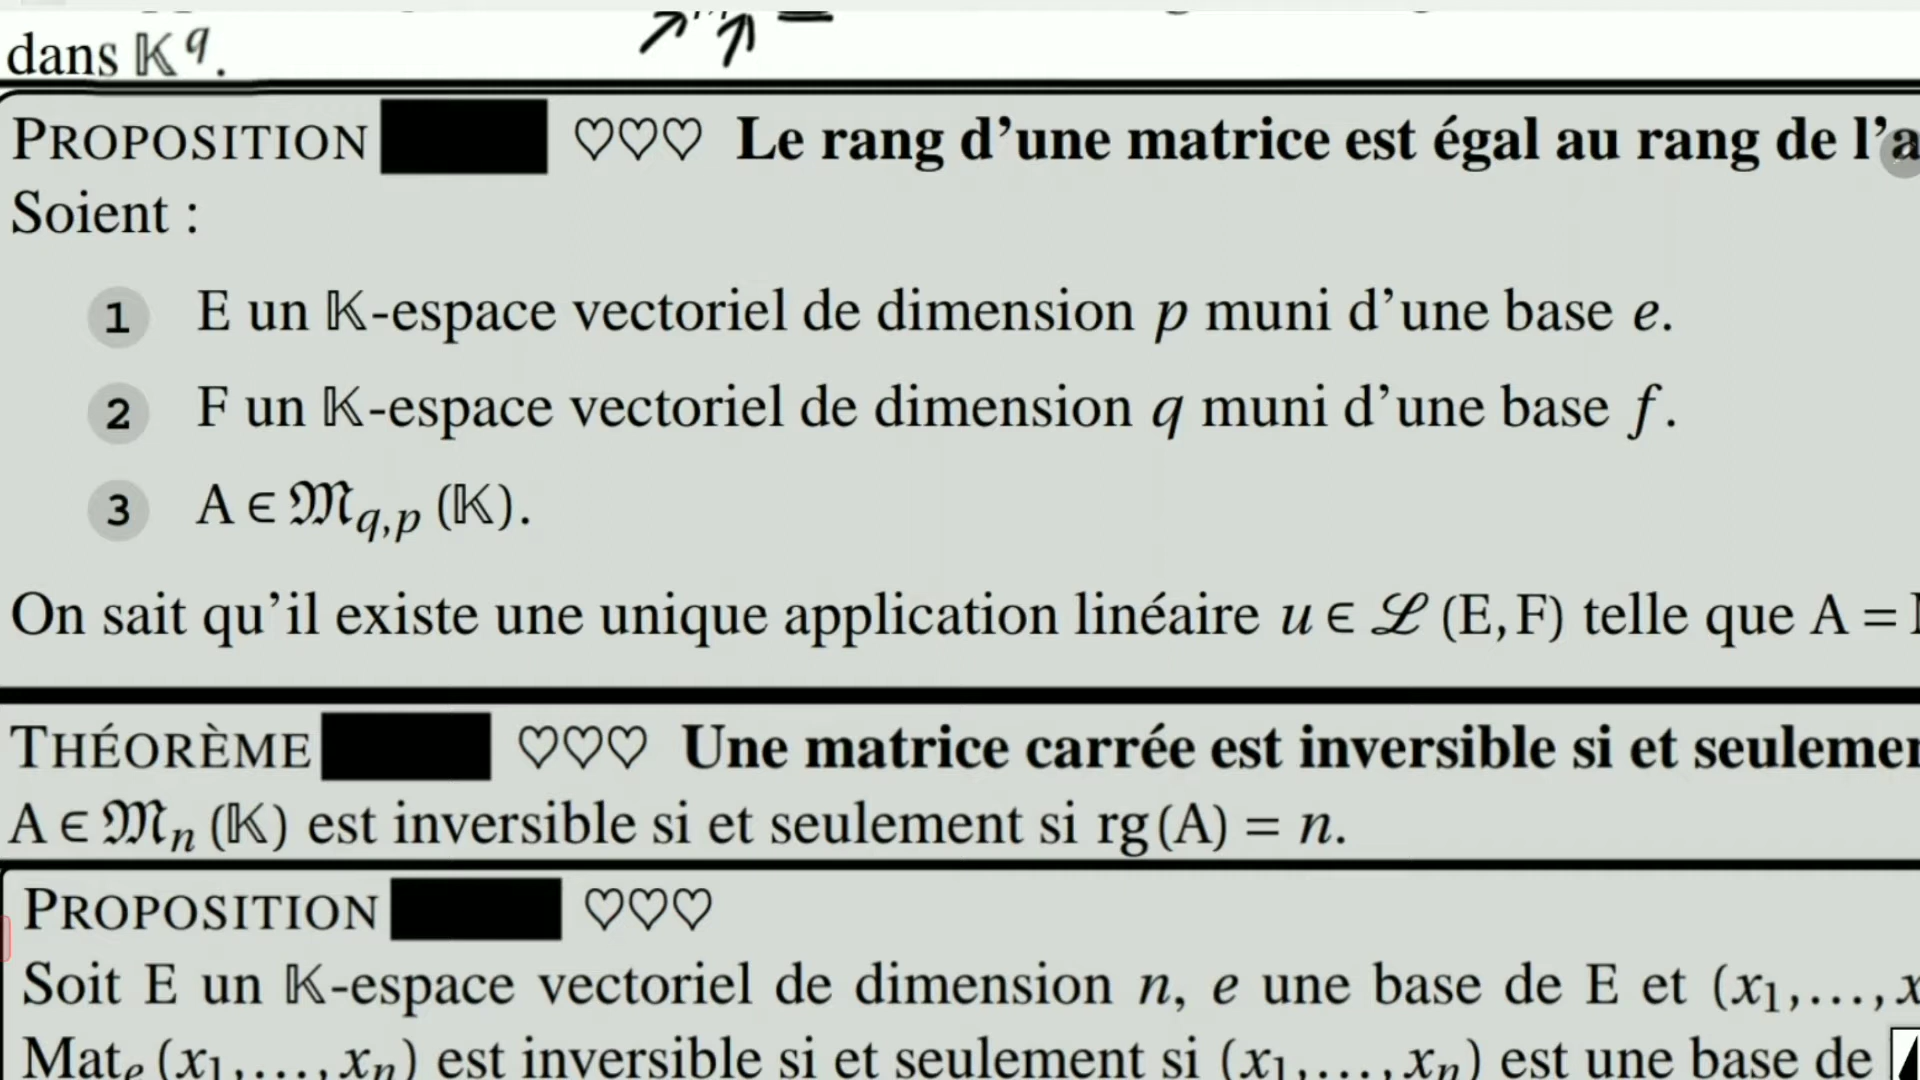 dans 𝕂^q.
PROPOSITION ♡♡♡ Le rang d’une matrice est égal au rang de l’a
Soient :
1 E un 𝕂-espace vectoriel de dimension p muni d’une base e.
2 F un 𝕂-espace vectoriel de dimension q muni d’une base f.
3 A ∈ 𝔐_{q,p} (𝕂).
On sait qu’il existe une unique application linéaire u ∈ ℒ (E, F) telle que A =
THÉORÈME ♡♡♡ Une matrice carrée est inversible si et seulemen
A ∈ 𝔐_n (𝕂) est inversible si et seulement si rg(A) = n.
PROPOSITION ♡♡♡
Soit E un 𝕂-espace vectoriel de dimension n, e une base de E et (x₁,...,x
Mat_e (x₁,...,x_n) est inversible si et seulement si (x₁,...,x_n) est une base de